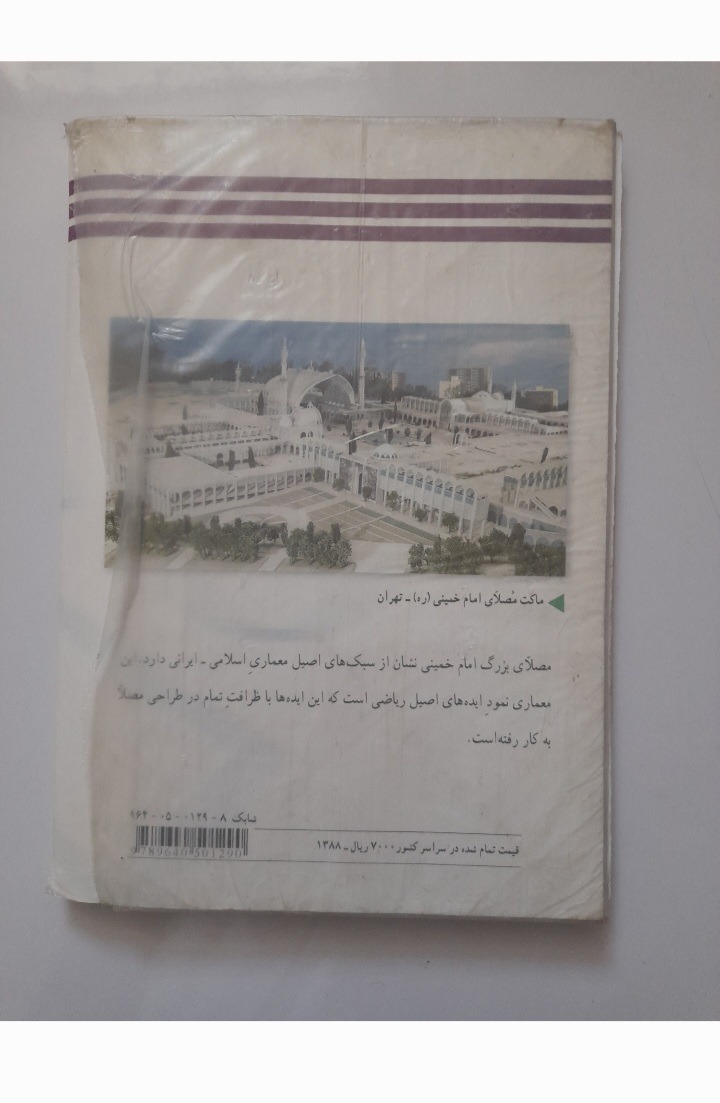 ماکت مُصلّای امام خمینی (ره) ـ تهران
مصلّای بزرگ امام خمینی نشان از سبک‌های اصیل معماریِ اسلامی ـ ایرانی دارد. این
معماری نمودِ ایده‌های اصیل ریاضی است که این ایده‌ها با ظرافتِ تمام در طراحی مصلاّ
به کار رفته‌است.
شابک ۸ - ۰۱۲۹ - ۰۵ - ۹۶۴
9789640501290
قیمت تمام شده در سراسر کشور ۷۰۰۰ ریال ـ ۱۳۸۸